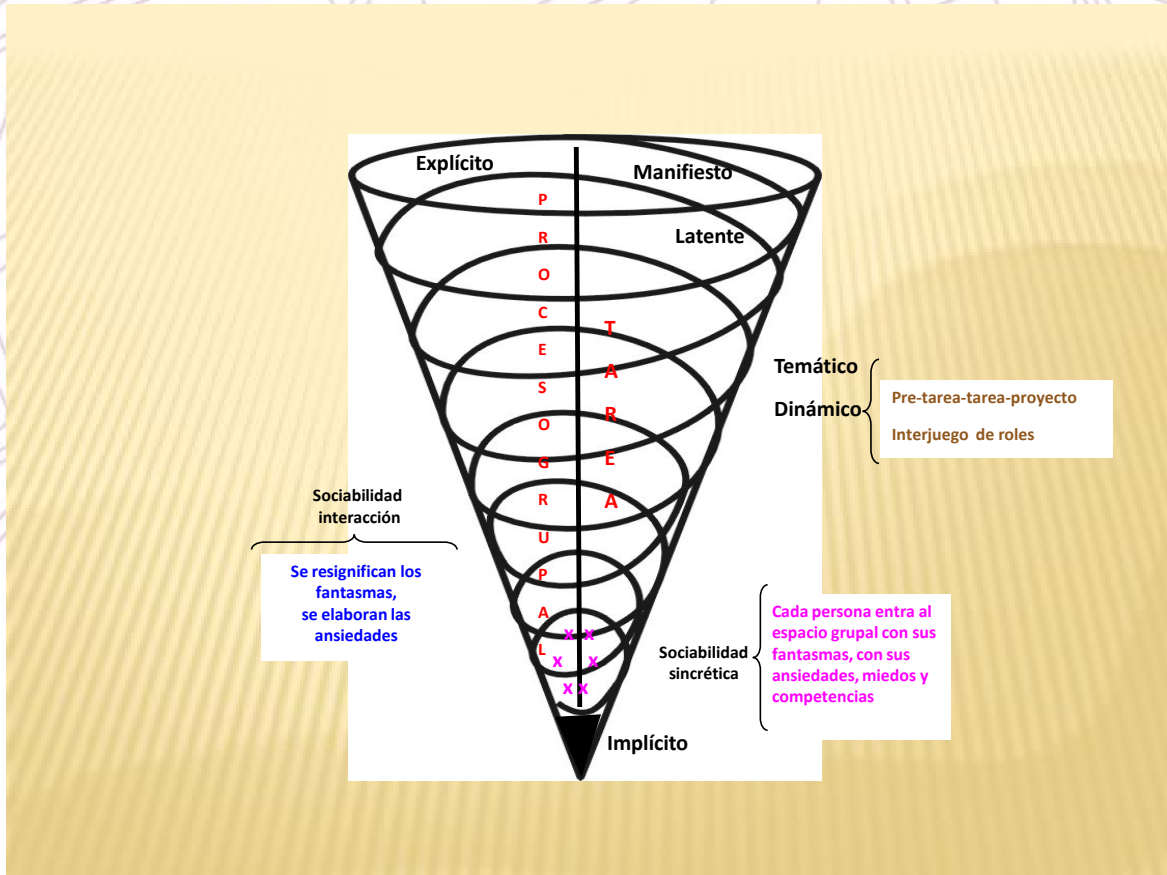 Explícito
Manifiesto
Latente
PROCESO GRUPAL
TAREA
Temático
Dinámico
Pre-tarea-tarea-proyecto
Interjuego de roles
Sociabilidad
interacción
Se resignifican los
fantasmas,
se elaboran las
ansiedades
x x
x x
x x
Sociabilidad
sincrética
Cada persona entra al
espacio grupal con sus
fantasmas, con sus
ansiedades, miedos y
competencias
Implícito